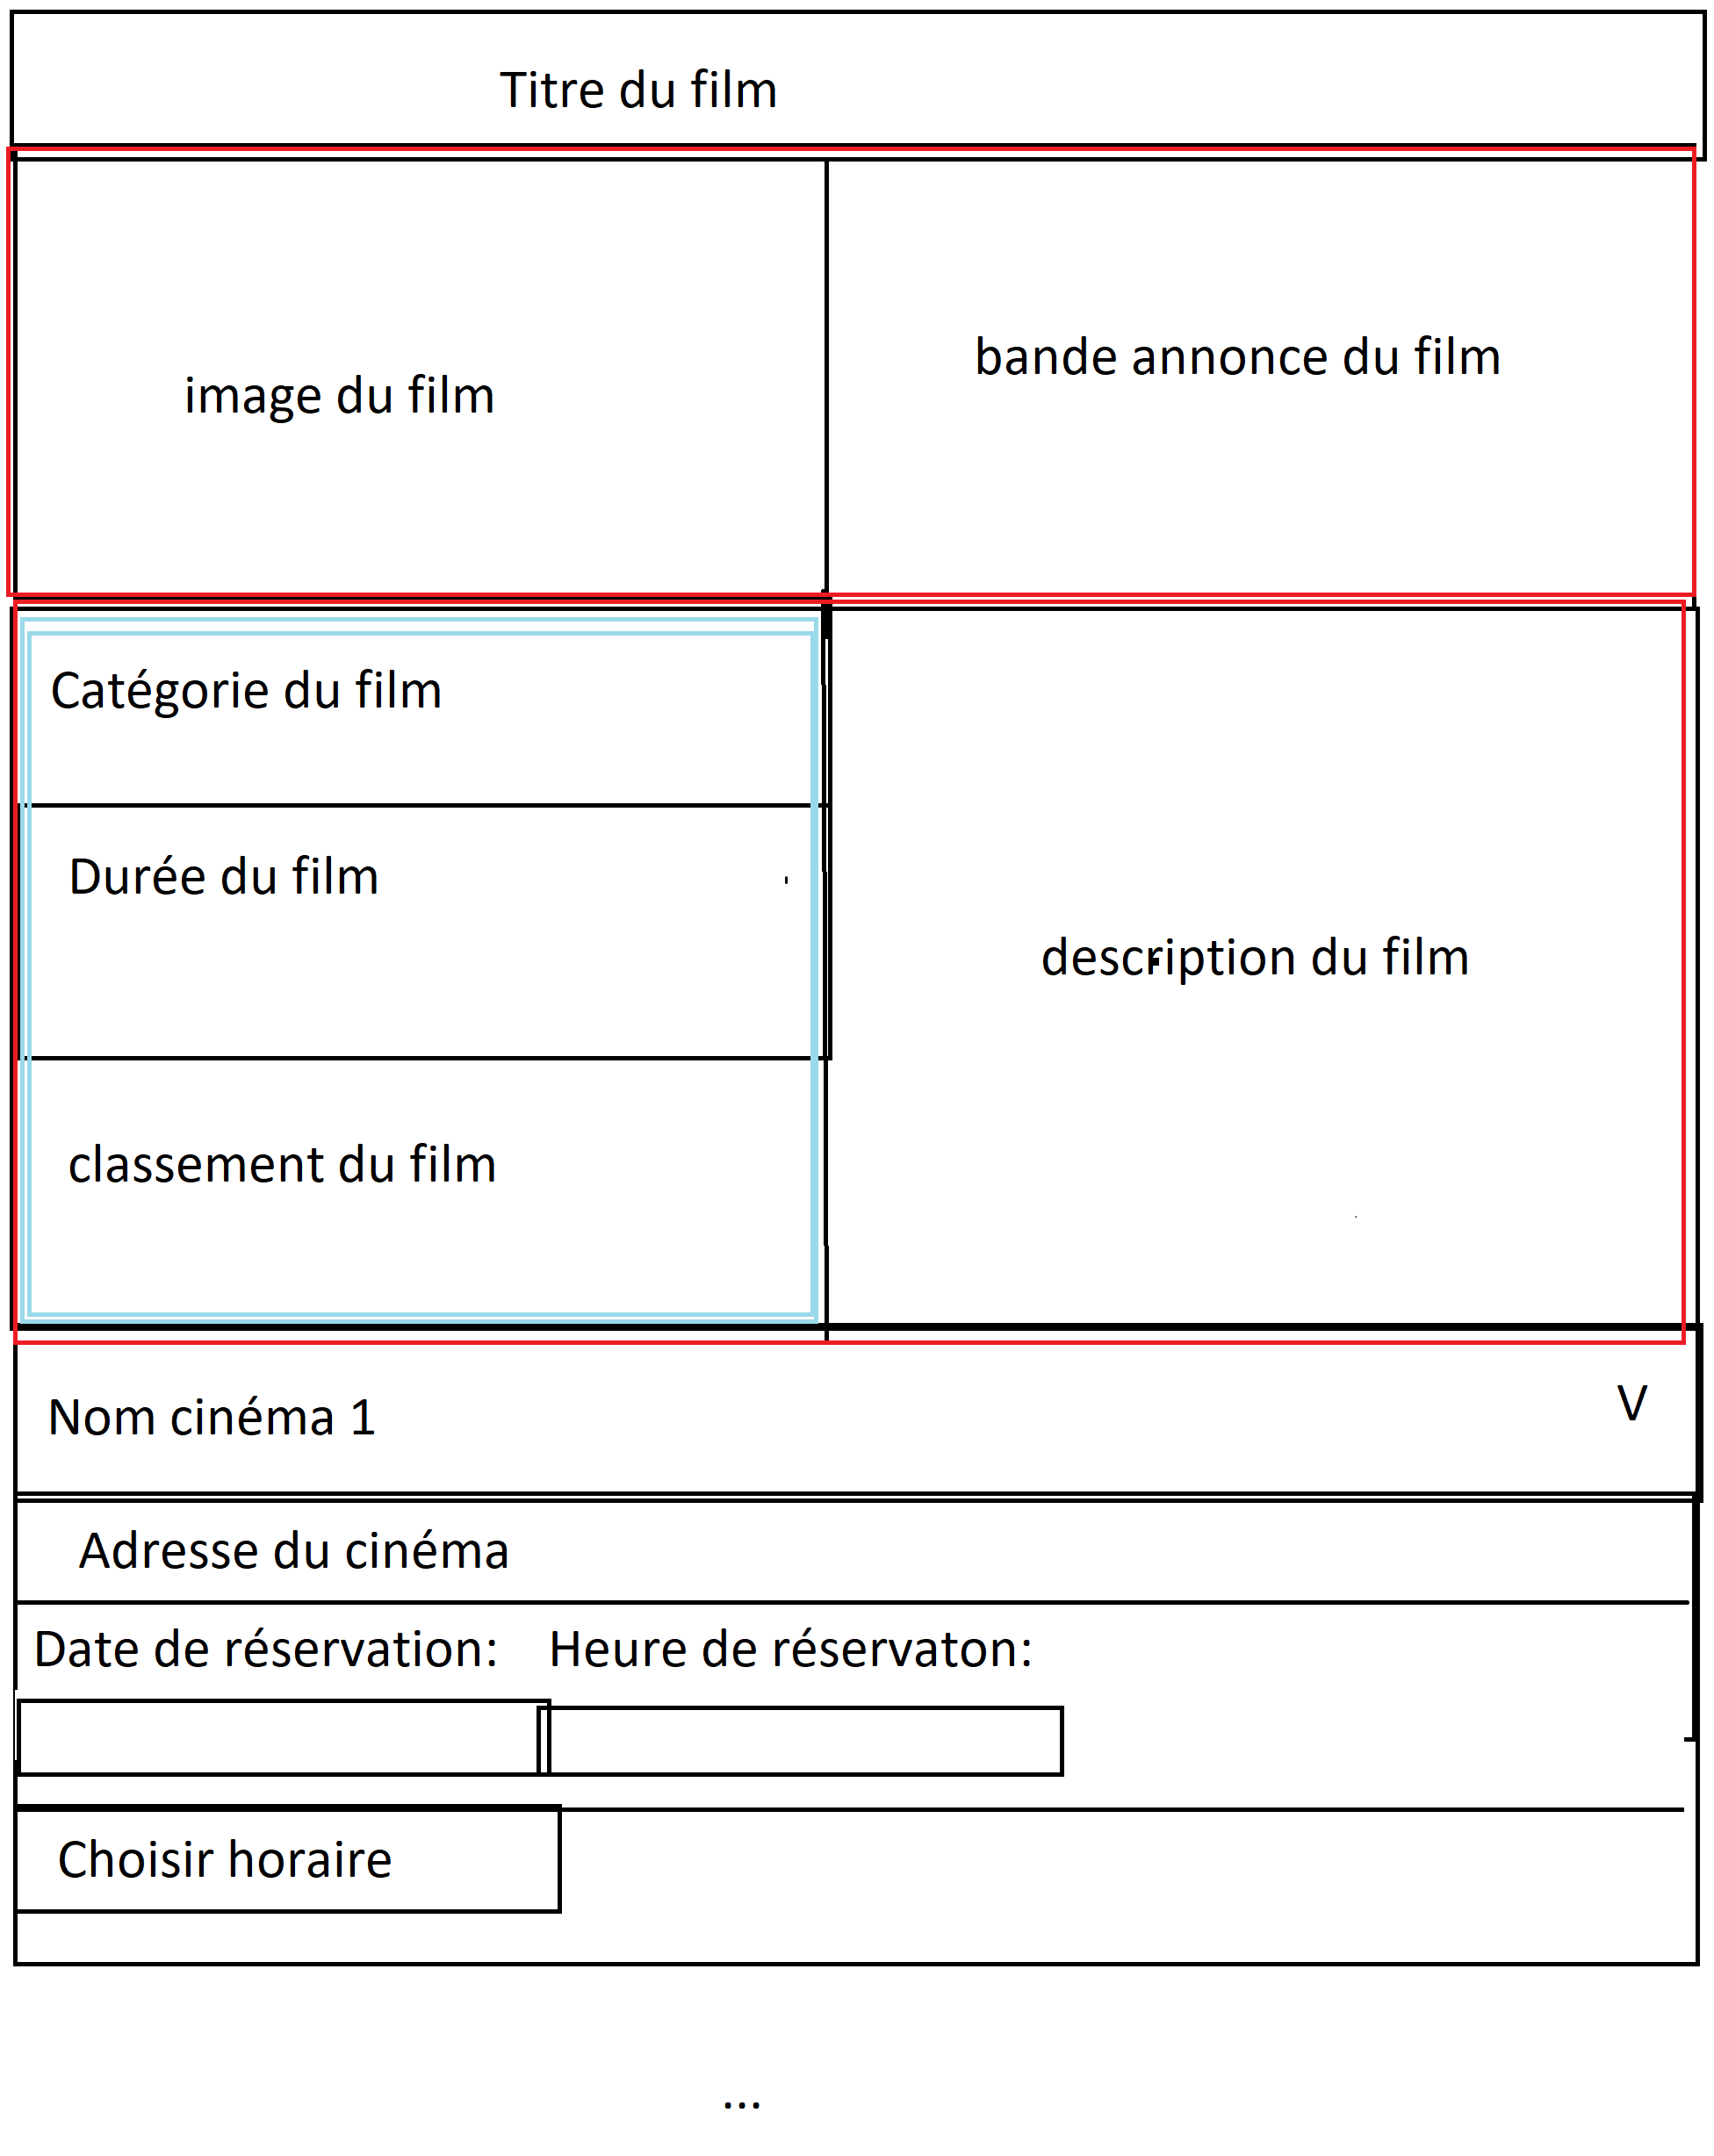 Titre du film
image du film
bande annonce du film
Catégorie du film
Durée du film
description du film
classement du film
Nom cinéma 1 V
Adresse du cinéma
Date de réservation: Heure de réservaton:
Choisir horaire
...